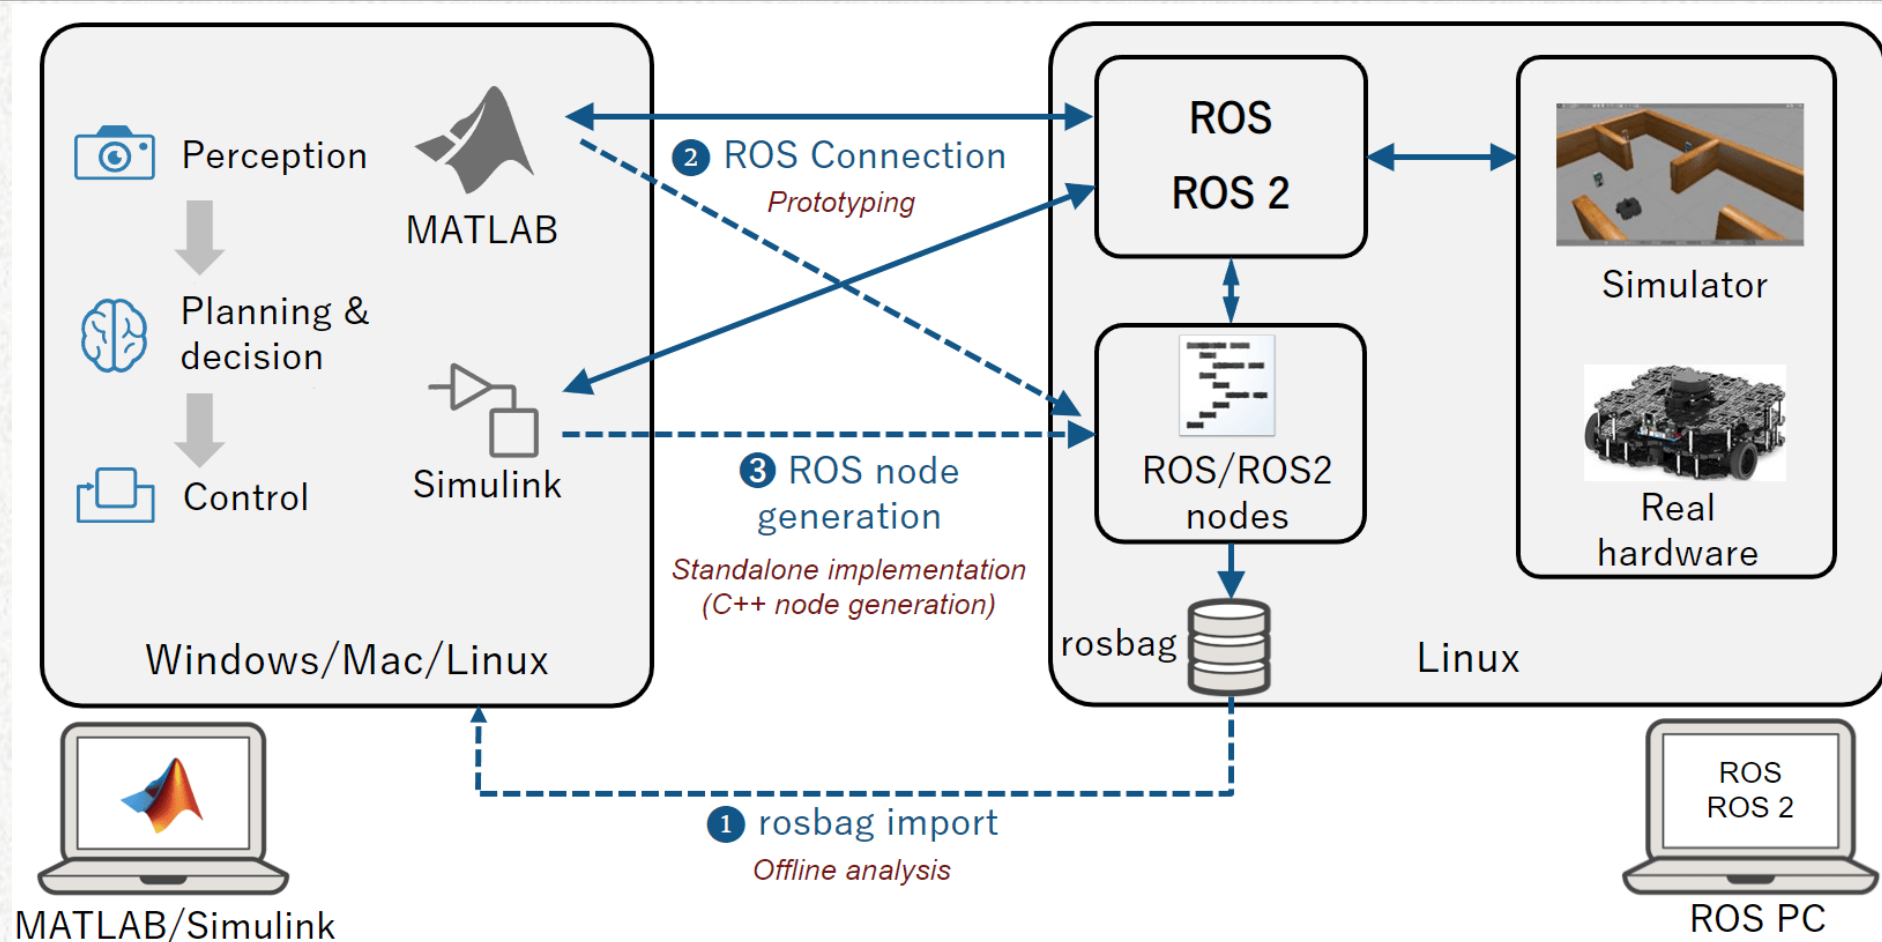 Perception
MATLAB
Planning &
decision
Control
Simulink
Windows/Mac/Linux
MATLAB/Simulink
2 ROS Connection
Prototyping
3 ROS node
generation
Standalone implementation
(C++ node generation)
1 rosbag import
Offline analysis
ROS
ROS 2
ROS/ROS2
nodes
rosbag
Simulator
Real
hardware
Linux
ROS
ROS 2
ROS PC